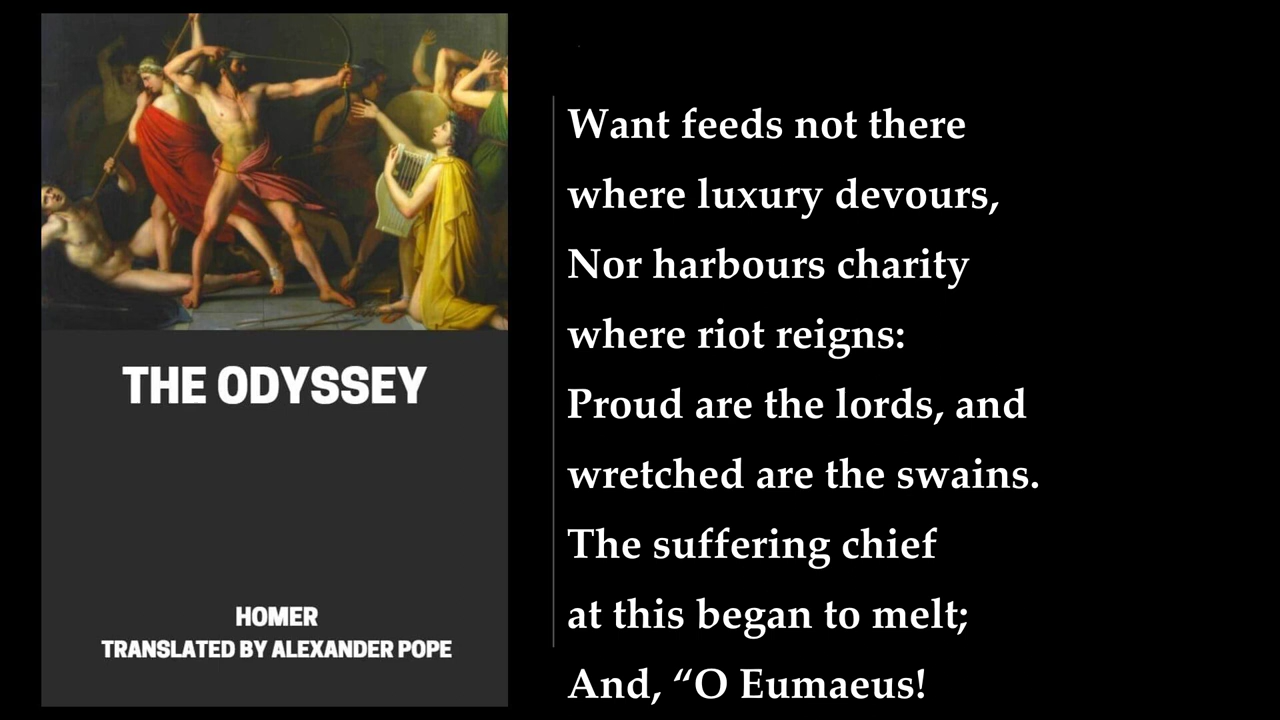 THE ODYSSEY
HOMER
TRANSLATED BY ALEXANDER POPE
Want feeds not there
where luxury devours,
Nor harbours charity
where riot reigns:
Proud are the lords, and
wretched are the swains.
The suffering chief
at this began to melt;
And, “O Eumaeus!